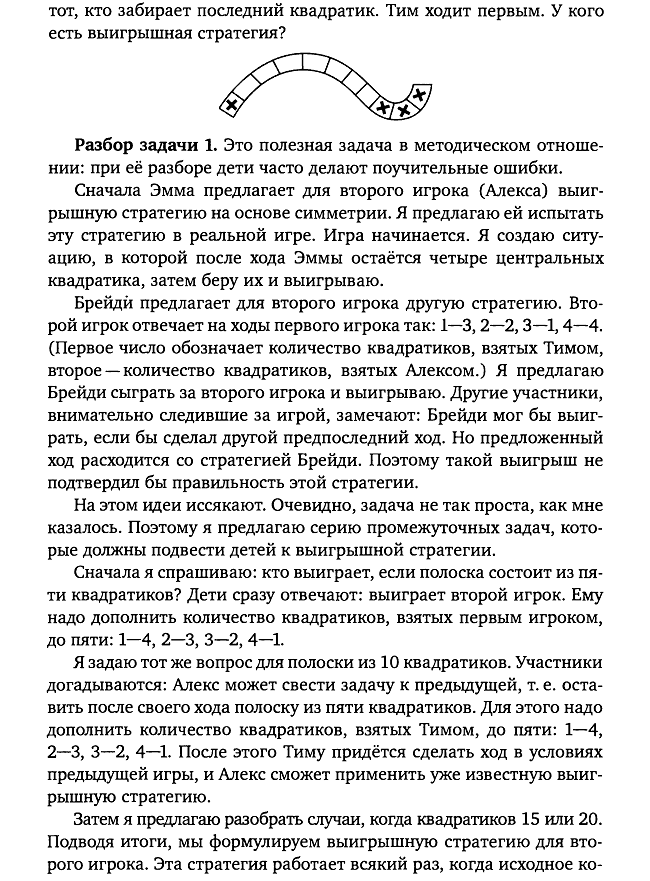 тот, кто забирает последний квадратик. Тим ходит первым. У кого
есть выигрышная стратегия?
Разбор задачи 1. Это полезная задача в методическом отноше-
нии: при её разборе дети часто делают поучительные ошибки.
Сначала Эмма предлагает для второго игрока (Алекса) выиг-
рышную стратегию на основе симметрии. Я предлагаю ей испытать
эту стратегию в реальной игре. Игра начинается. Я создаю ситу-
ацию, в которой после хода Эммы остаётся четыре центральных
квадратика, затем беру их и выигрываю.
Брейди предлагает для второго игрока другую стратегию. Вто-
рой игрок отвечает на ходы первого игрока так: 1—3, 2—2, 3—1, 4—4.
(Первое число обозначает количество квадратиков, взятых Тимом,
второе — количество квадратиков, взятых Алексом.) Я предлагаю
Брейди сыграть за второго игрока и выигрываю. Другие участники,
внимательно следившие за игрой, замечают: Брейди мог бы выиг-
рать, если бы сделал другой предпоследний ход. Но предложенный
ход расходится со стратегией Брейди. Поэтому такой выигрыш не
подтвердил бы правильность этой стратегии.
На этом идеи иссякают. Очевидно, задача не так проста, как мне
казалось. Поэтому я предлагаю серию промежуточных задач, кото-
рые должны подвести детей к выигрышной стратегии.
Сначала я спрашиваю: кто выиграет, если полоска состоит из пя-
ти квадратиков? Дети сразу отвечают: выиграет второй игрок. Ему
надо дополнить количество квадратиков, взятых первым игроком,
до пяти: 1—4, 2—3, 3—2, 4—1.
Я задаю тот же вопрос для полоски из 10 квадратиков. Участники
догадываются: Алекс может свести задачу к предыдущей, т. е. оста-
вить после своего хода полоску из пяти квадратиков. Для этого надо
дополнить количество квадратиков, взятых Тимом, до пяти: 1—4,
2—3, 3—2, 4—1. После этого Тиму придётся сделать ход в условиях
предыдущей игры, и Алекс сможет применить уже известную выиг-
рышную стратегию.
Затем я предлагаю разобрать случаи, когда квадратиков 15 или 20.
Подводя итоги, мы формулируем выигрышную стратегию для вто-
рого игрока. Эта стратегия работает всякий раз, когда исходное ко-